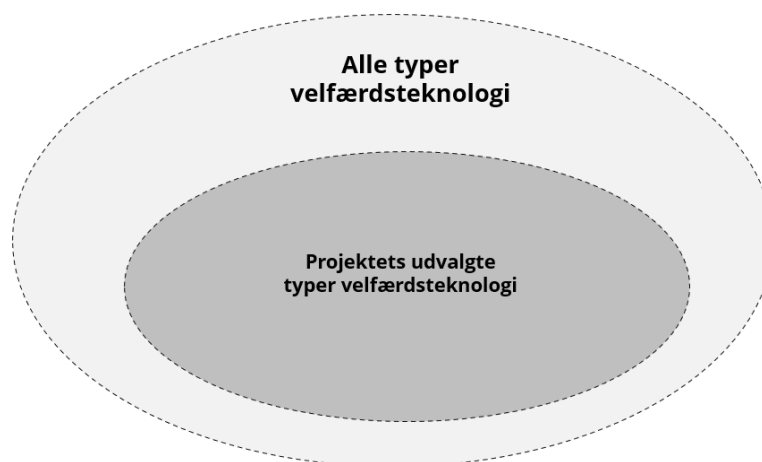 Alle typer
velfærdsteknologi
Projektets udvalgte
typer velfærdsteknologi